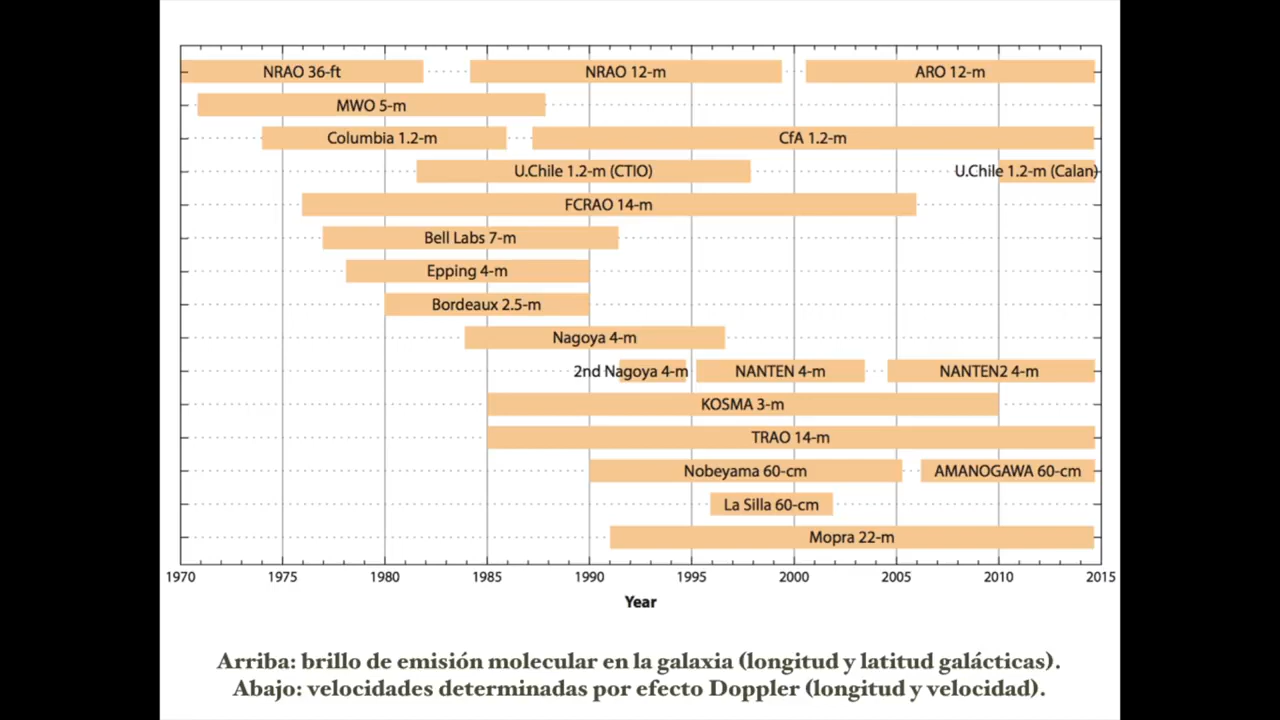 NRAO 36-ft NRAO 12-m ARO 12-m
MWO 5-m
Columbia 1.2-m CfA 1.2-m
U.Chile 1.2-m (CTIO) U.Chile 1.2-m (Calan)
FCRAO 14-m
Bell Labs 7-m
Epping 4-m
Bordeaux 2.5-m
Nagoya 4-m
2nd Nagoya 4-m NANTEN 4-m NANTEN2 4-m
KOSMA 3-m
TRAO 14-m
Nobeyama 60-cm AMANOGAWA 60-cm
La Silla 60-cm
Mopra 22-m
1970 1975 1980 1985 1990 1995 2000 2005 2010 2015
Year
Arriba: brillo de emisión molecular en la galaxia (longitud y latitud galácticas).
Abajo: velocidades determinadas por efecto Doppler (longitud y velocidad).